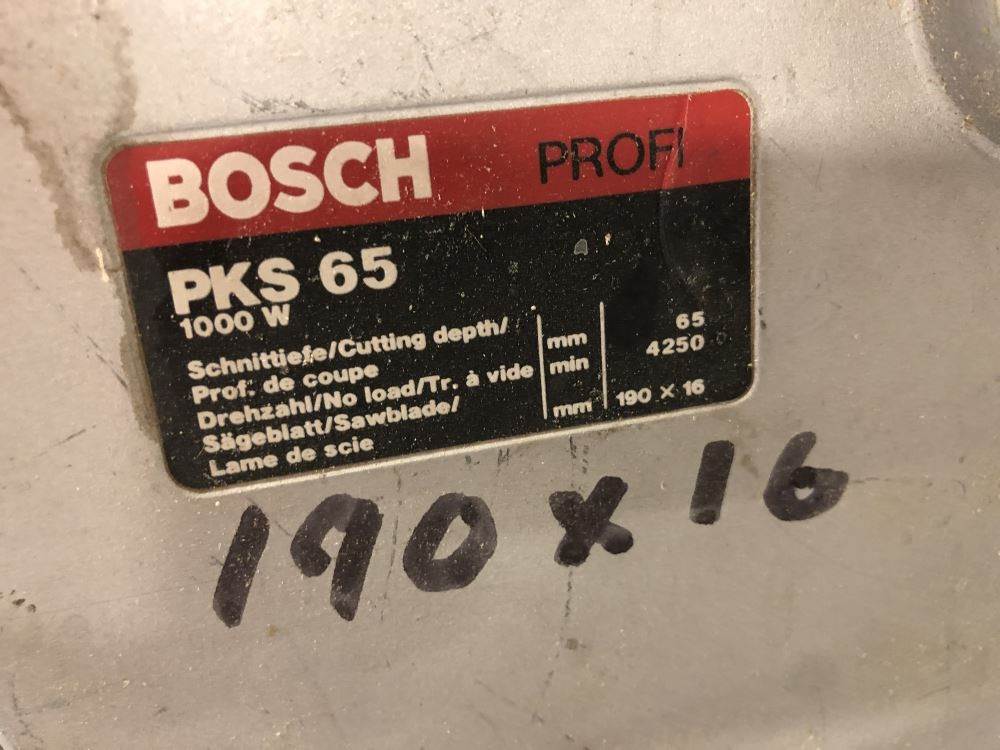 BOSCH PROFI
PKS 65
1000 W
Schnittiefe/Cutting depth/ mm 65
Prof. de coupe
Drehzahl/No load/Tr. à vide min 4250
Sägeblatt/Sawblade/ mm 190 x 16
Lame de scie
190 x 16